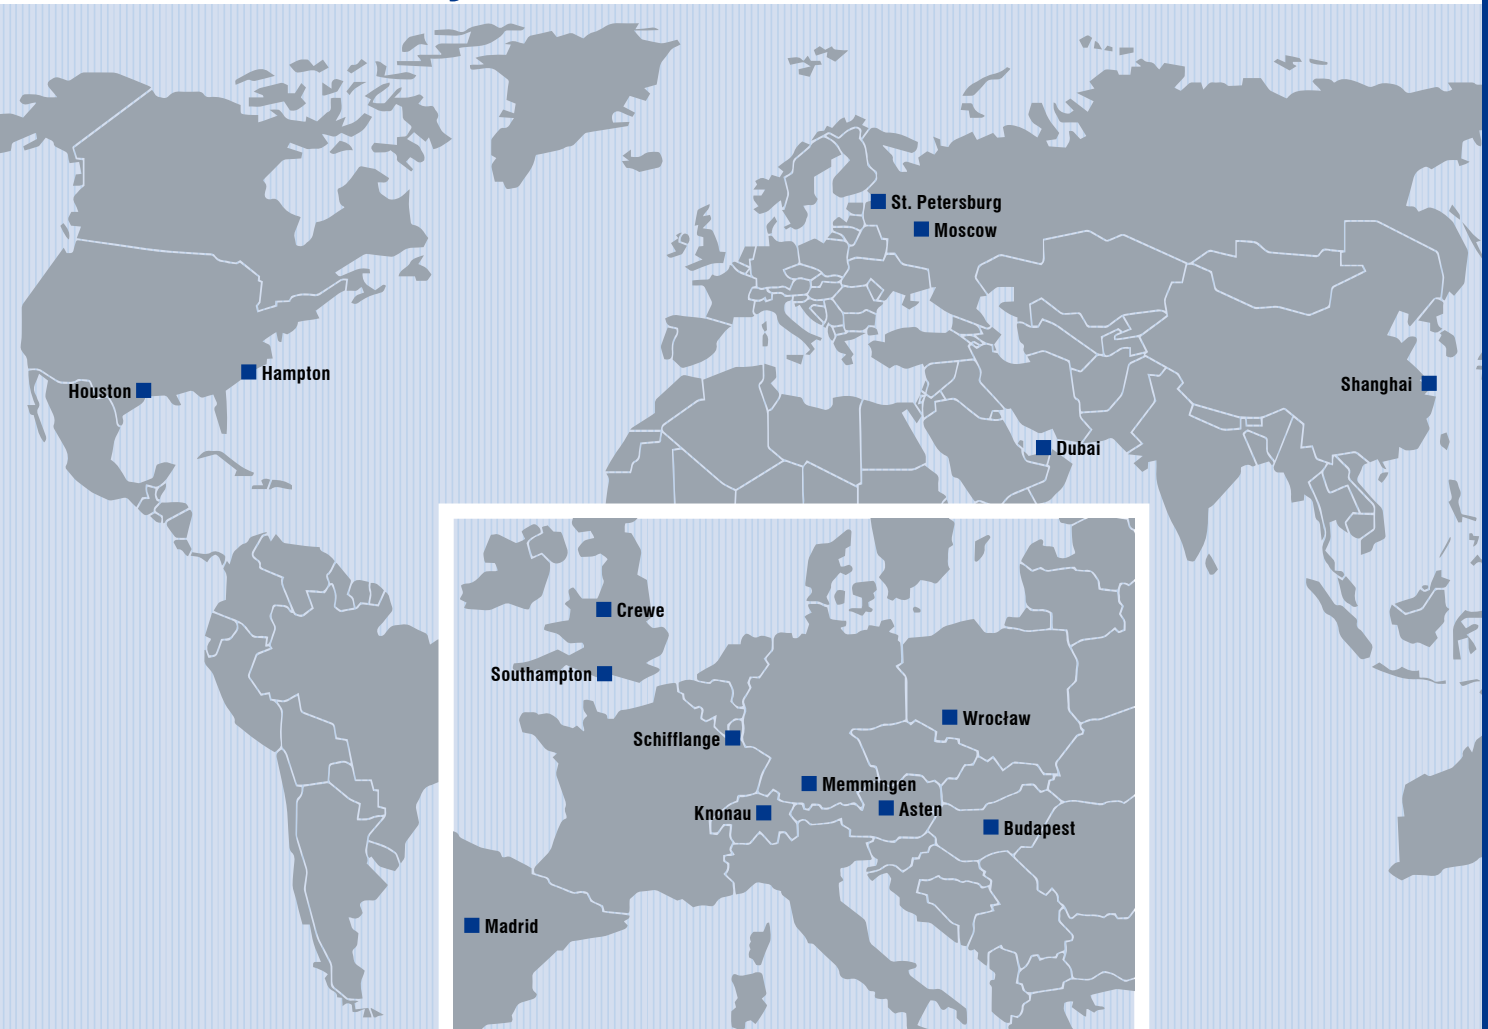 St. Petersburg
Moscow
Hampton
Houston
Shanghai
Dubai
Crewe
Southampton
Wrocław
Schifflange
Memmingen
Knonau
Asten
Budapest
Madrid